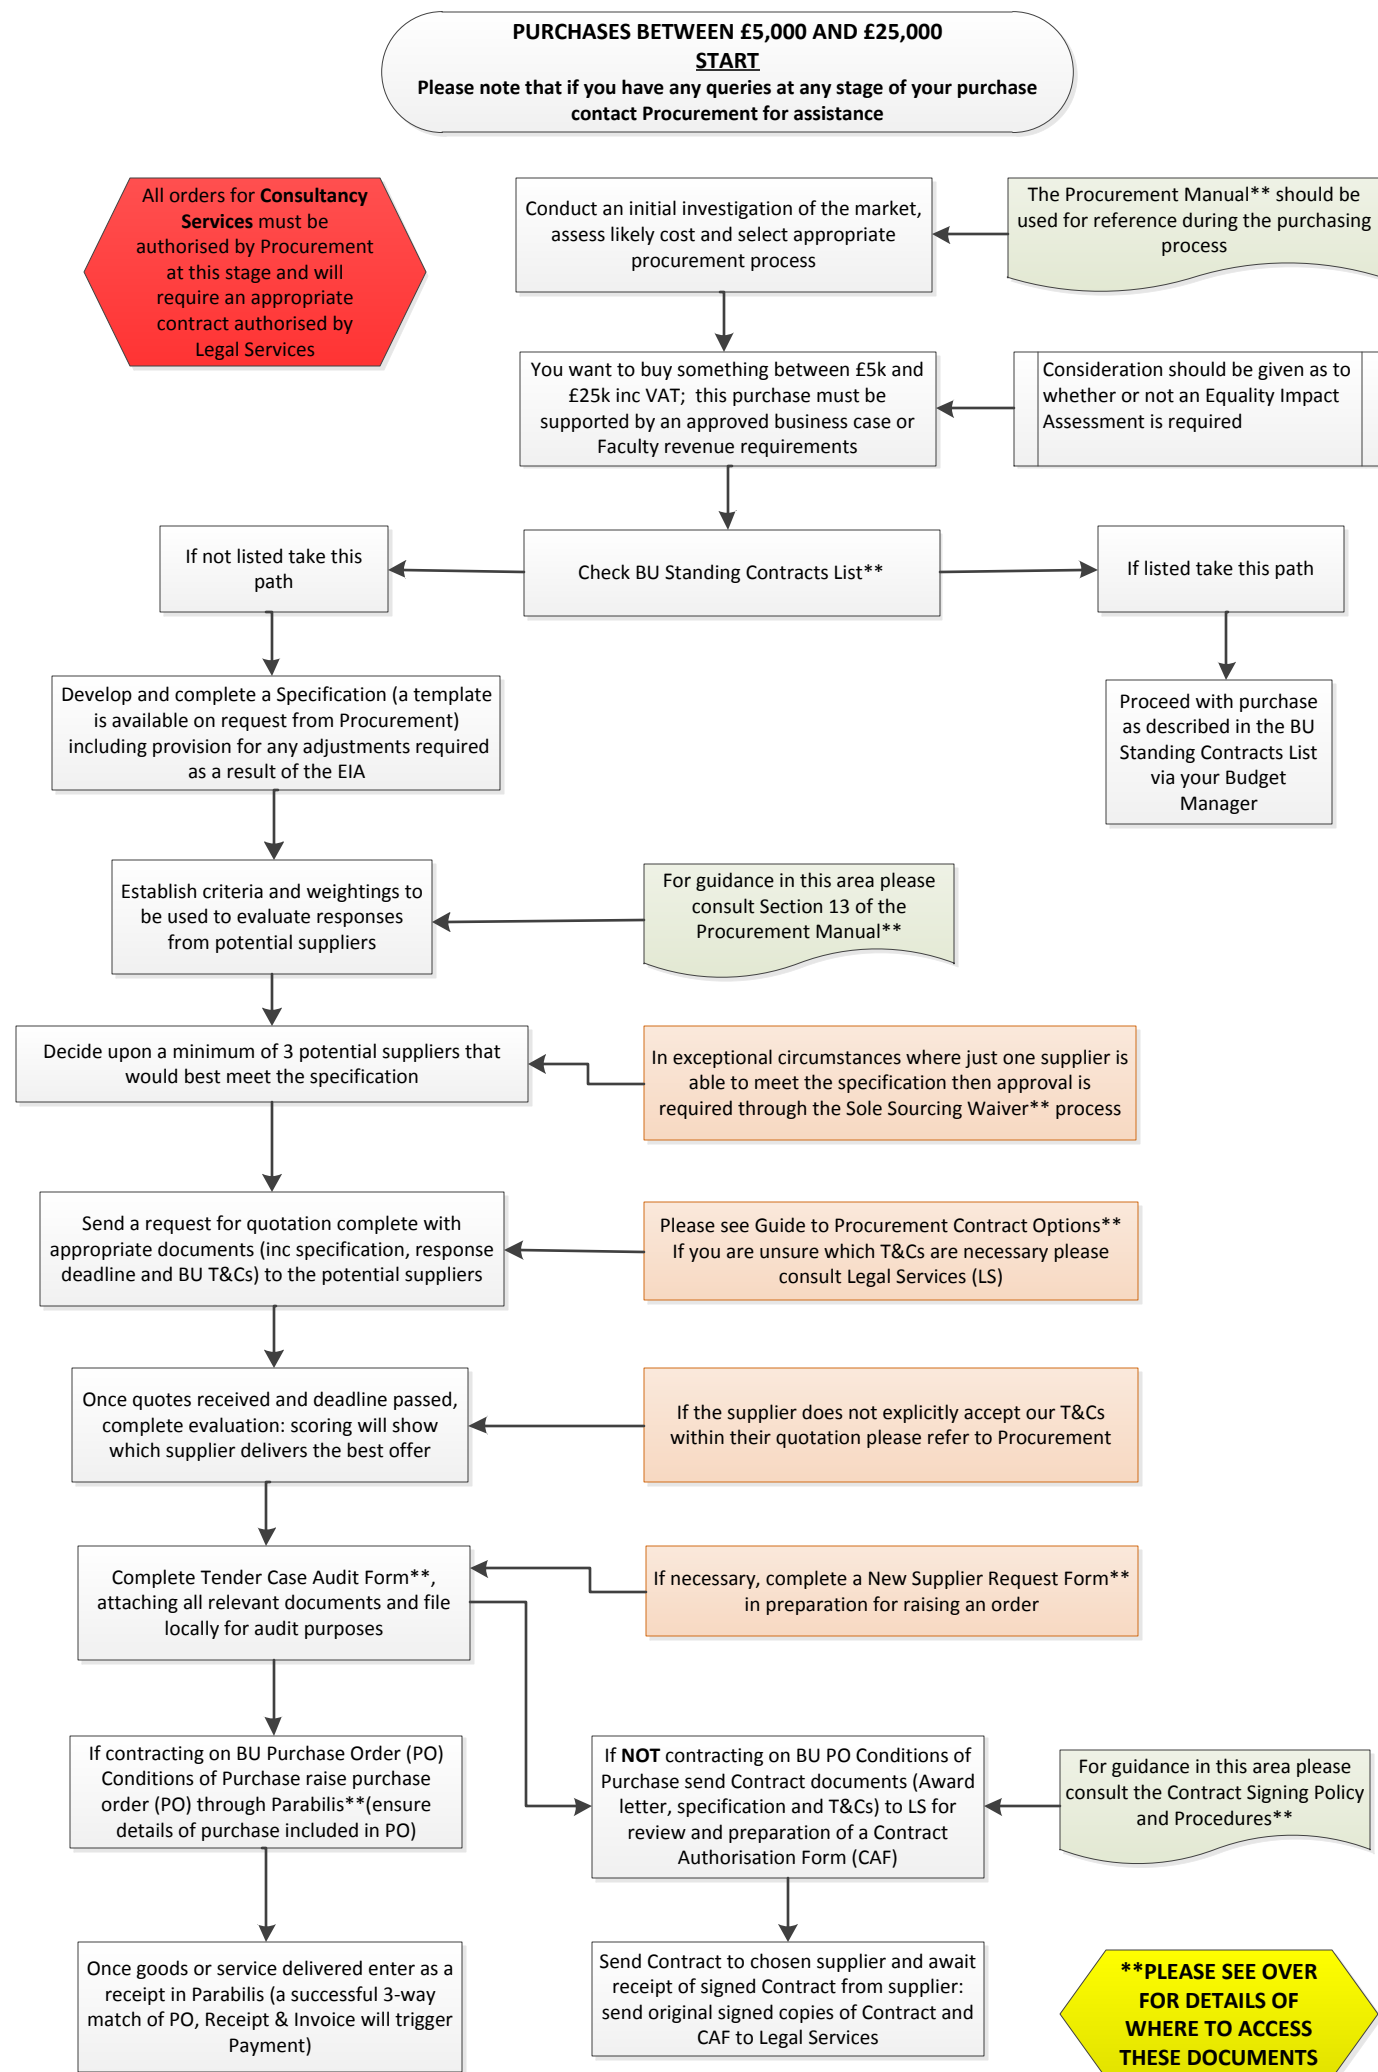 PURCHASES BETWEEN £5,000 AND £25,000
START
Please note that if you have any queries at any stage of your purchase
contact Procurement for assistance
All orders for Consultancy
Services must be
authorised by Procurement
at this stage and will
require an appropriate
contract authorised by
Legal Services
Conduct an initial investigation of the market,
assess likely cost and select appropriate
procurement process
The Procurement Manual** should be
used for reference during the purchasing
process
You want to buy something between £5k and
£25k inc VAT;  this purchase must be
supported by an approved business case or
Faculty revenue requirements
Consideration should be given as to
whether or not an Equality Impact
Assessment is required
If not listed take this
path
Check BU Standing Contracts List**
If listed take this path
Develop and complete a Specification (a template
is available on request from Procurement)
including provision for any adjustments required
as a result of the EIA
Proceed with purchase
as described in the BU
Standing Contracts List
via your Budget
Manager
Establish criteria and weightings to
be used to evaluate responses
from potential suppliers
For guidance in this area please
consult Section 13 of the
Procurement Manual**
Decide upon a minimum of 3 potential suppliers that
would best meet the specification
In exceptional circumstances where just one supplier is
able to meet the specification then approval is
required through the Sole Sourcing Waiver** process
Send a request for quotation complete with
appropriate documents (inc specification, response
deadline and BU T&Cs) to the potential suppliers
Please see Guide to Procurement Contract Options**
If you are unsure which T&Cs are necessary please
consult Legal Services (LS)
Once quotes received and deadline passed,
complete evaluation: scoring will show
which supplier delivers the best offer
If the supplier does not explicitly accept our T&Cs
within their quotation please refer to Procurement
Complete Tender Case Audit Form**,
attaching all relevant documents and file
locally for audit purposes
If necessary, complete a New Supplier Request Form**
in preparation for raising an order
If contracting on BU Purchase Order (PO)
Conditions of Purchase raise purchase
order (PO) through Parabilis**(ensure
details of purchase included in PO)
If NOT contracting on BU PO Conditions of
Purchase send Contract documents (Award
letter, specification and T&Cs) to LS for
review and preparation of a Contract
Authorisation Form (CAF)
For guidance in this area please
consult the Contract Signing Policy
and Procedures**
Once goods or service delivered enter as a
receipt in Parabilis (a successful 3-way
match of PO, Receipt & Invoice will trigger
Payment)
Send Contract to chosen supplier and await
receipt of signed Contract from supplier:
send original signed copies of Contract and
CAF to Legal Services
**PLEASE SEE OVER
FOR DETAILS OF
WHERE TO ACCESS
THESE DOCUMENTS